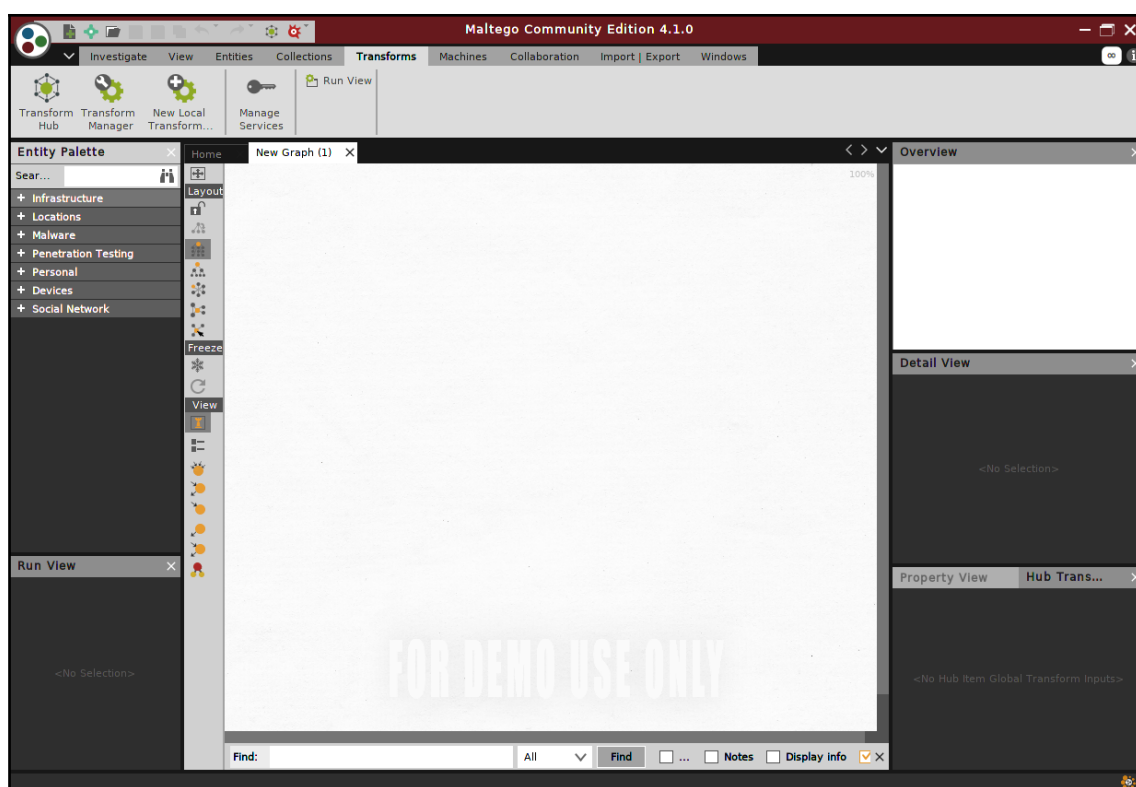 Maltego Community Edition 4.1.0
Investigate View Entities Collections Transforms Machines Collaboration Import | Export Windows
Transform Hub
Transform Manager
New Local Transform...
Manage Services
Run View
Entity Palette
Home
New Graph (1)
Overview
Sear...
100%
+ Infrastructure
+ Locations
+ Malware
+ Penetration Testing
+ Personal
+ Devices
+ Social Network
Layout
Freeze
View
Detail View
<No Selection>
Run View
<No Selection>
Property View
Hub Trans...
<No Hub Item Global Transform Inputs>
FOR DEMO USE ONLY
Find:
All
Find
...
Notes
Display info